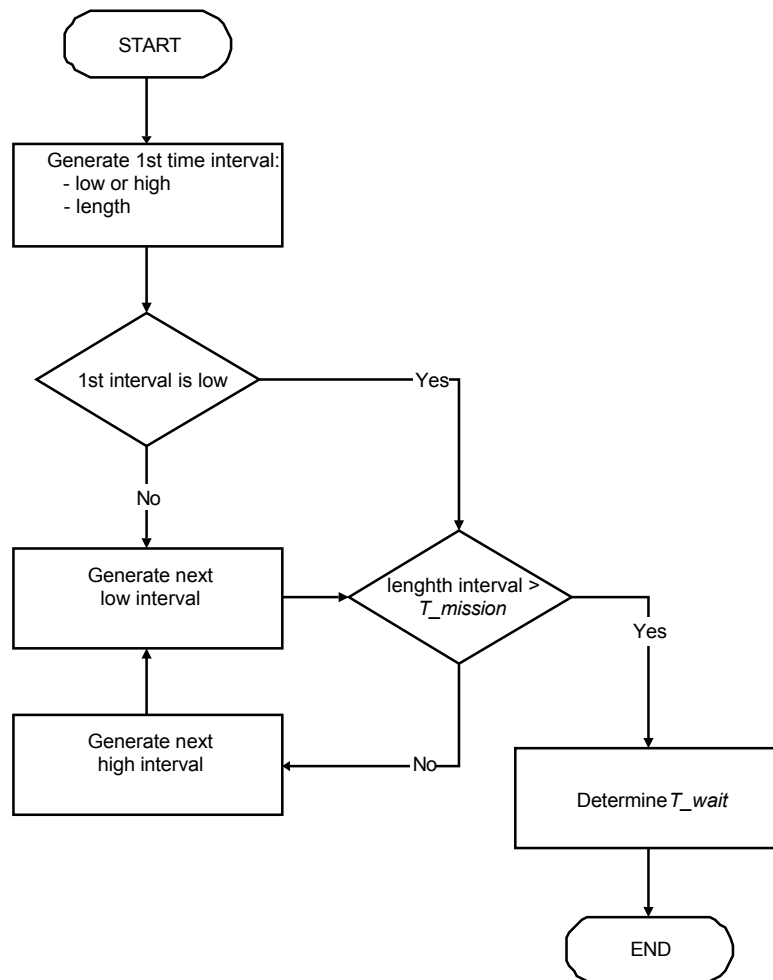 START
Generate 1st time interval:
- low or high
- length
1st interval is low
Yes
No
Generate next
low interval
lenghth interval >
T_mission
Yes
Generate next
high interval
No
Determine T_wait
END